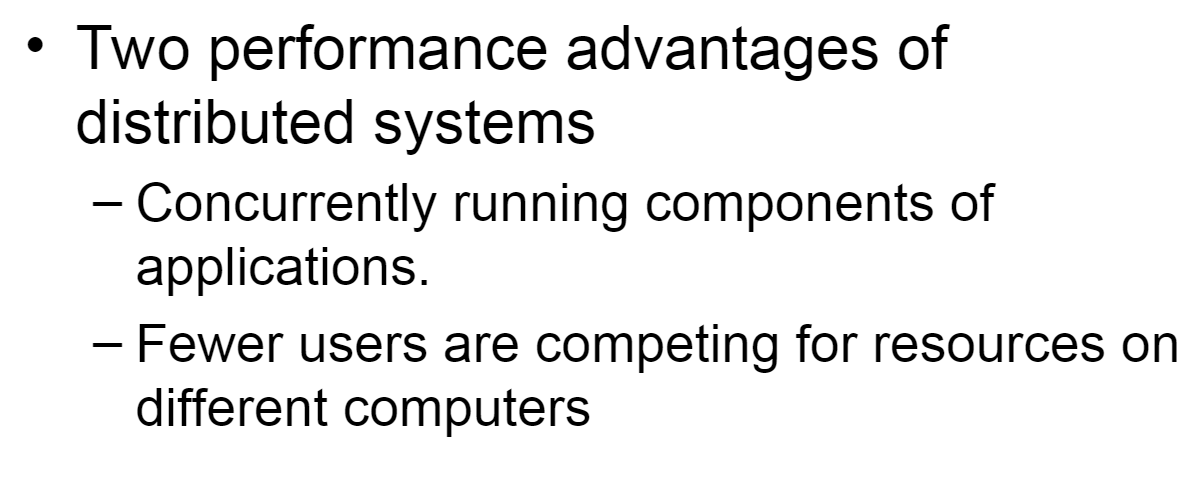 • Two performance advantages of
distributed systems
– Concurrently running components of
applications.
– Fewer users are competing for resources on
different computers